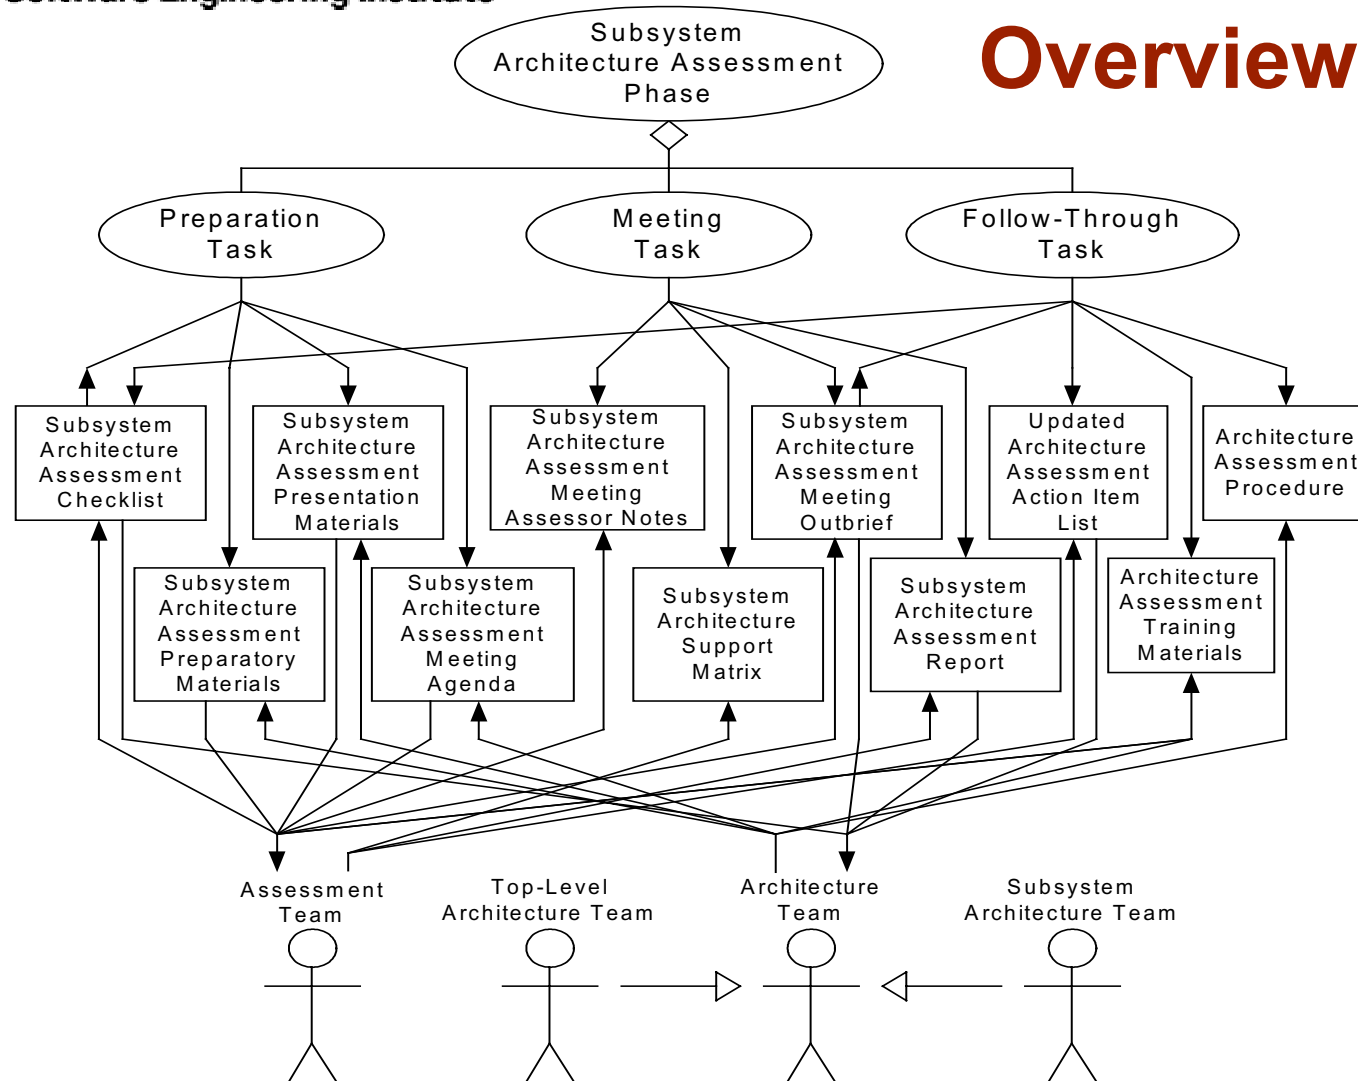 Software Engineering Institute
Overview
Subsystem
Architecture Assessment
Phase
Preparation
Task
Meeting
Task
Follow-Through
Task
Subsystem
Architecture
Assessment
Checklist
Subsystem
Architecture
Assessment
Presentation
Materials
Subsystem
Architecture
Assessment
Meeting
Assessor Notes
Subsystem
Architecture
Assessment
Meeting
Outbrief
Updated
Architecture
Assessment
Action Item
List
Architecture
Assessment
Procedure
Subsystem
Architecture
Assessment
Preparatory
Materials
Subsystem
Architecture
Assessment
Meeting
Agenda
Subsystem
Architecture
Support
Matrix
Subsystem
Architecture
Assessment
Report
Architecture
Assessment
Training
Materials
Assessment
Team
Top-Level
Architecture Team
Architecture
Team
Subsystem
Architecture Team